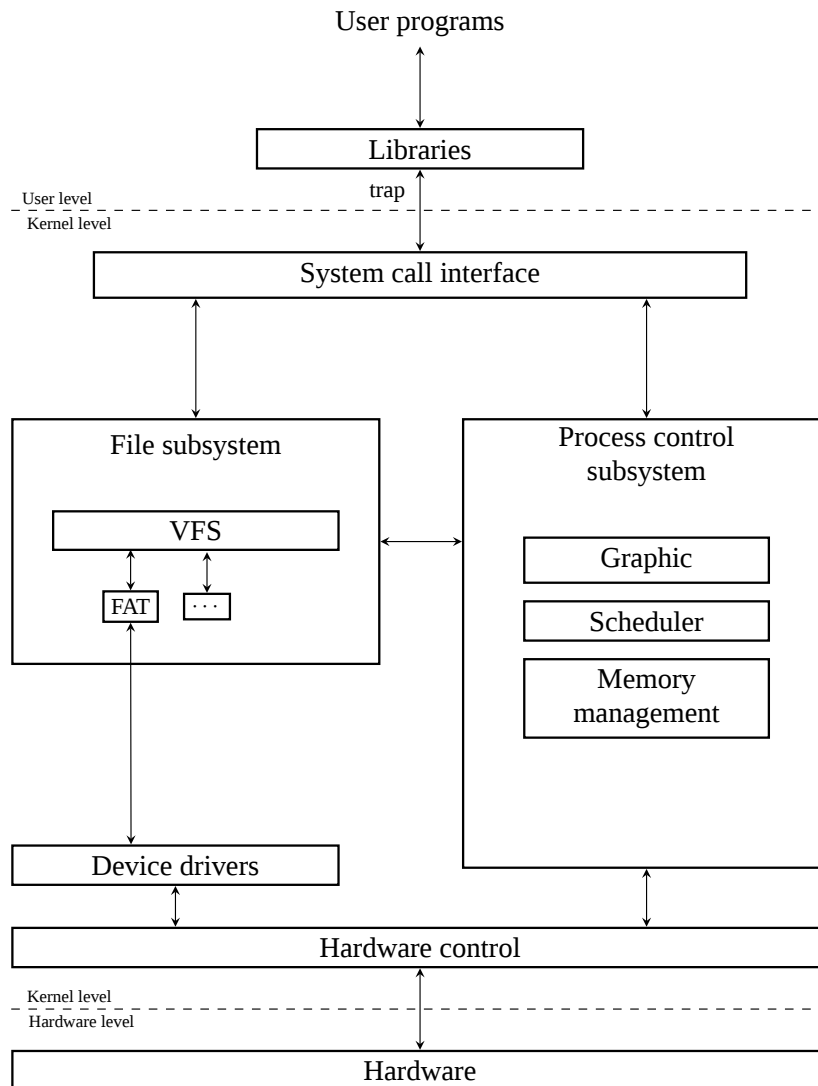 User programs
Libraries
trap
User level
Kernel level
System call interface
File subsystem
Process control
subsystem
VFS
FAT
···
Graphic
Scheduler
Memory
management
Device drivers
Hardware control
Kernel level
Hardware level
Hardware